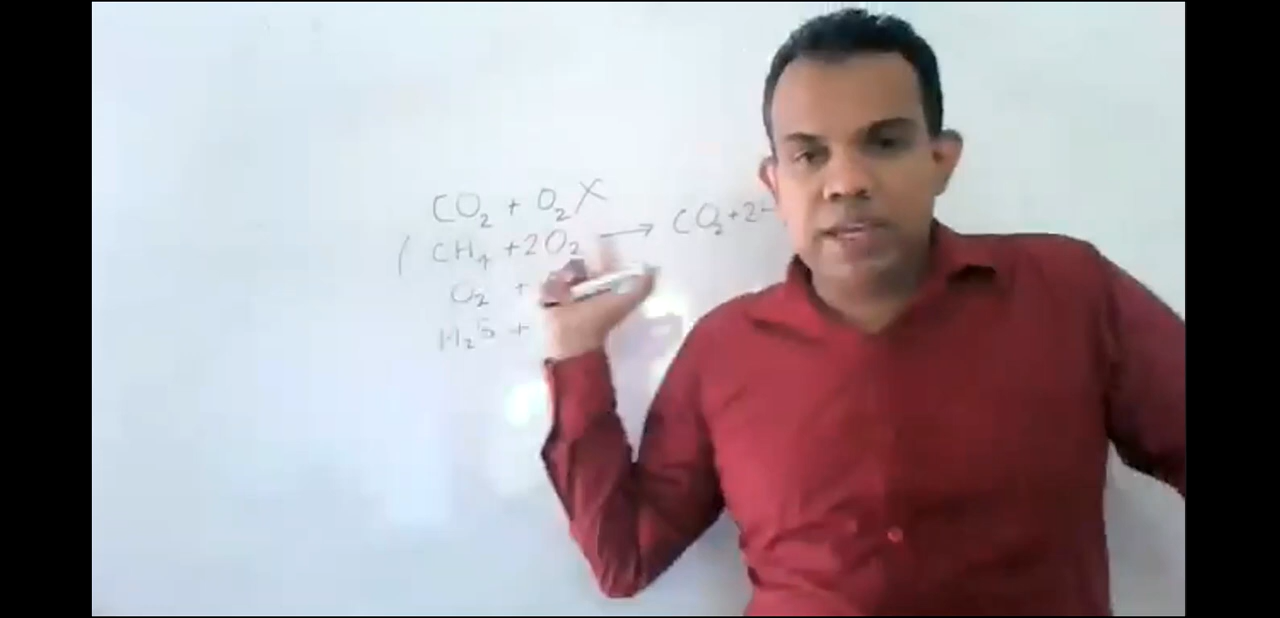 CO₂ + O₂ X
( CH₄ + 2O₂ → CO₂ + 2
O₂ +
H₂S +